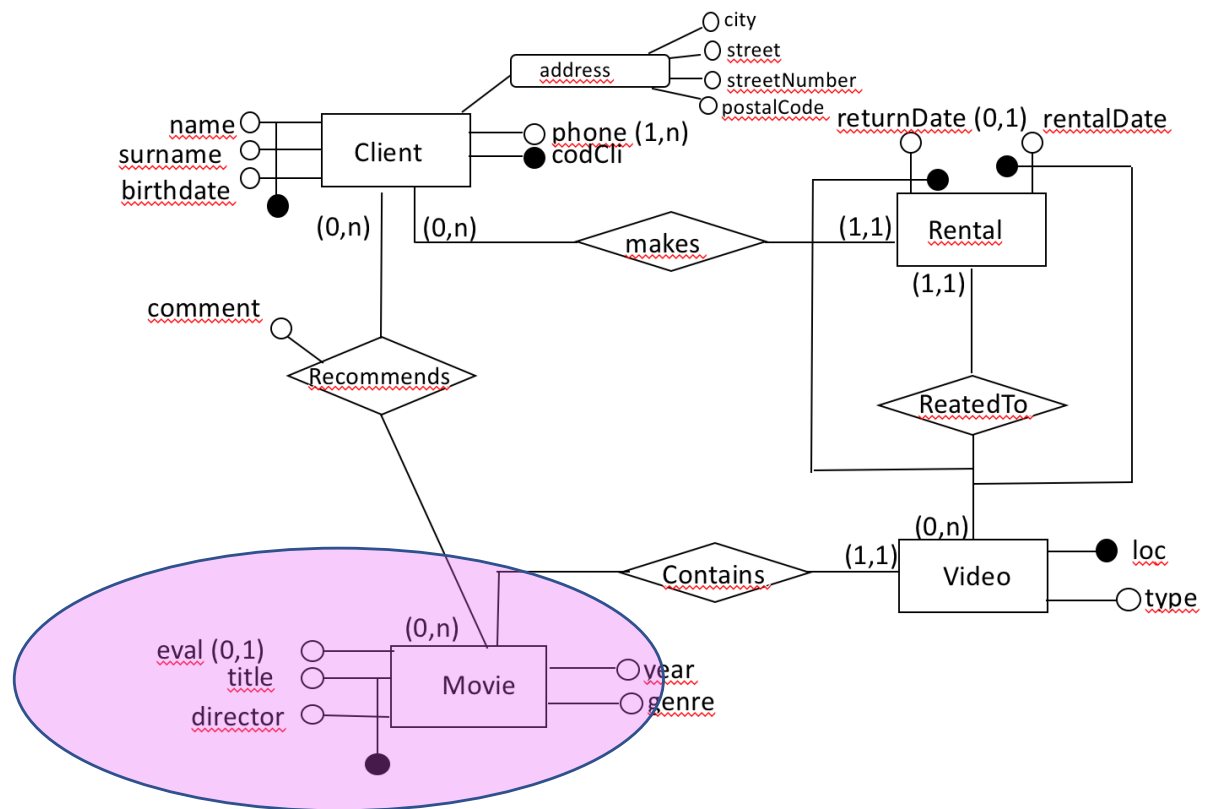 city
street
address
streetNumber
postalCode
returnDate (0,1) rentalDate
name
phone (1,n)
surname
Client
codCli
birthdate
(0,n)
(0,n)
makes
(1,1)
Rental
(1,1)
comment
Recommends
ReatedTo
(0,n)
(1,1)
loc
Contains
Video
type
(0,n)
eval (0,1)
title
Movie
year
director
genre